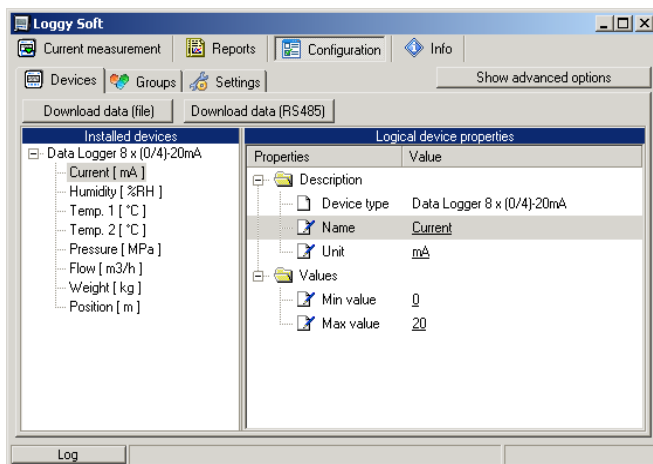 Loggy Soft
Current measurement Reports Configuration Info
Devices Groups Settings Show advanced options
Download data (file) Download data (RS485)
Installed devices Logical device properties
Data Logger 8 x (0/4)-20mA
Current [ mA ]
Humidity [ %RH ]
Temp. 1 [ °C ]
Temp. 2 [ °C ]
Pressure [ MPa ]
Flow [ m3/h ]
Weight [ kg ]
Position [ m ]
Properties Value
Description
Device type Data Logger 8 x (0/4)-20mA
Name Current
Unit mA
Values
Min value 0
Max value 20
Log